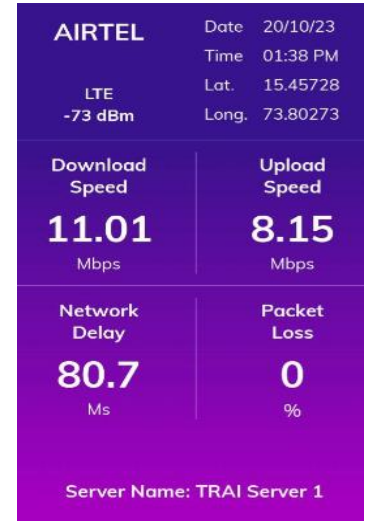 AIRTEL
LTE
-73 dBm
Date 20/10/23
Time 01:38 PM
Lat. 15.45728
Long. 73.80273
Download
Speed
11.01
Mbps
Upload
Speed
8.15
Mbps
Network
Delay
80.7
Ms
Packet
Loss
0
%
Server Name: TRAI Server 1